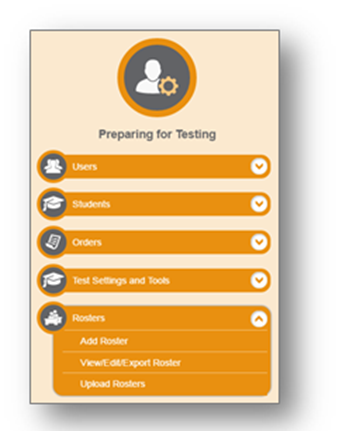 Preparing for Testing
Users
Students
Orders
Test Settings and Tools
Rosters
Add Roster
View/Edit/Export Roster
Upload Rosters